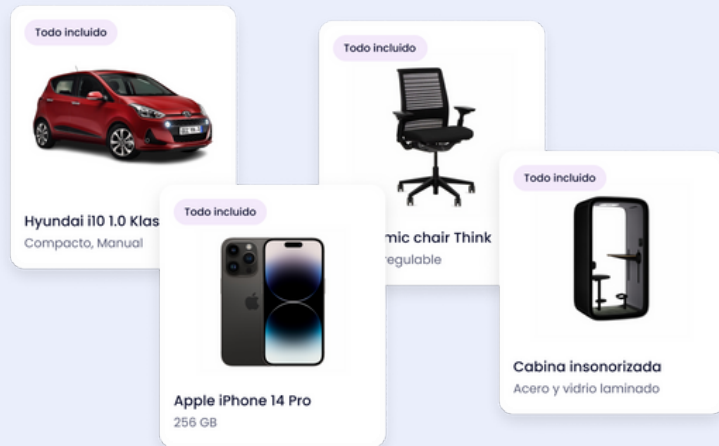 Todo incluido
Hyundai i10 1.0 Klas
Compacto, Manual
Todo incluido
mic chair Think
regulable
Todo incluido
Apple iPhone 14 Pro
256 GB
Todo incluido
Cabina insonorizada
Acero y vidrio laminado